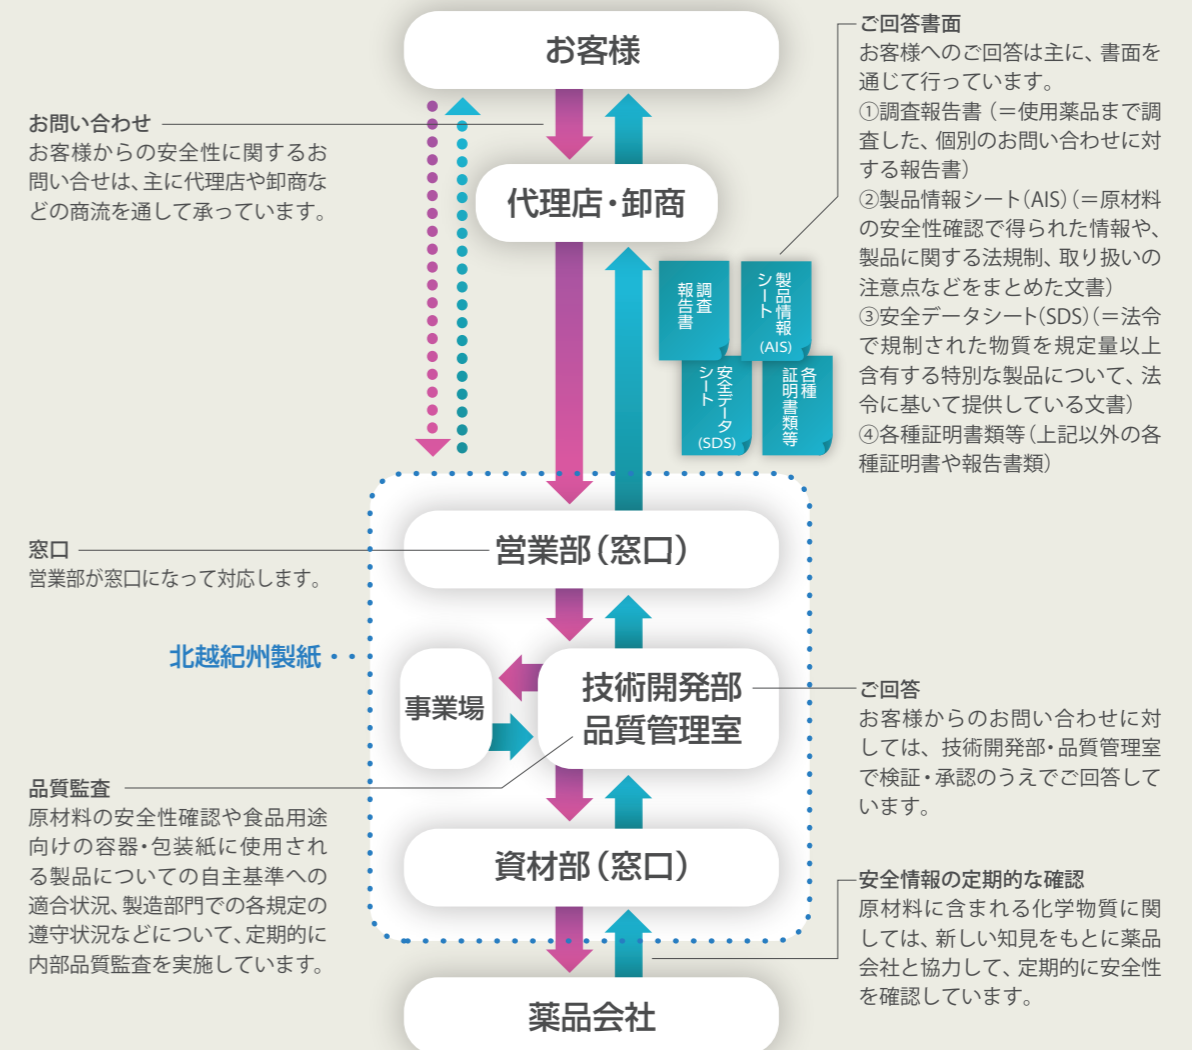 お客様
お問い合わせ
お客様からの安全性に関するお
問い合せは、主に代理店や卸商な
どの商流を通して承っています。
代理店・卸商
ご回答書面
お客様へのご回答は主に、書面を
通じて行っています。
①調査報告書（＝使用薬品まで調
査した、個別のお問い合わせに対
する報告書）
②製品情報シート（AIS）（＝原材料
の安全性確認で得られた情報や、
製品に関する法規制、取り扱いの
注意点などをまとめた文書）
③安全データシート(SDS)（＝法令
で規制された物質を規定量以上
含有する特別な製品について、法
令に基いて提供している文書）
④各種証明書類等（上記以外の各
種証明書や報告書類）
調査
報告書
製品情報
シート
(AIS)
安全データ
シート
(SDS)
各種
証明書類等
窓口
営業部が窓口になって対応します。
営業部（窓口）
北越紀州製紙
事業場
技術開発部
品質管理室
ご回答
お客様からのお問い合わせに対
しては、技術開発部・品質管理室
で検証・承認のうえでご回答して
います。
品質監査
原材料の安全性確認や食品用途
向けの容器・包装紙に使用され
る製品についての自主基準への
適合状況、製造部門での各規定の
遵守状況などについて、定期的に
内部品質監査を実施しています。
資材部（窓口）
安全情報の定期的な確認
原材料に含まれる化学物質に関
しては、新しい知見をもとに薬品
会社と協力して、定期的に安全性
を確認しています。
薬品会社